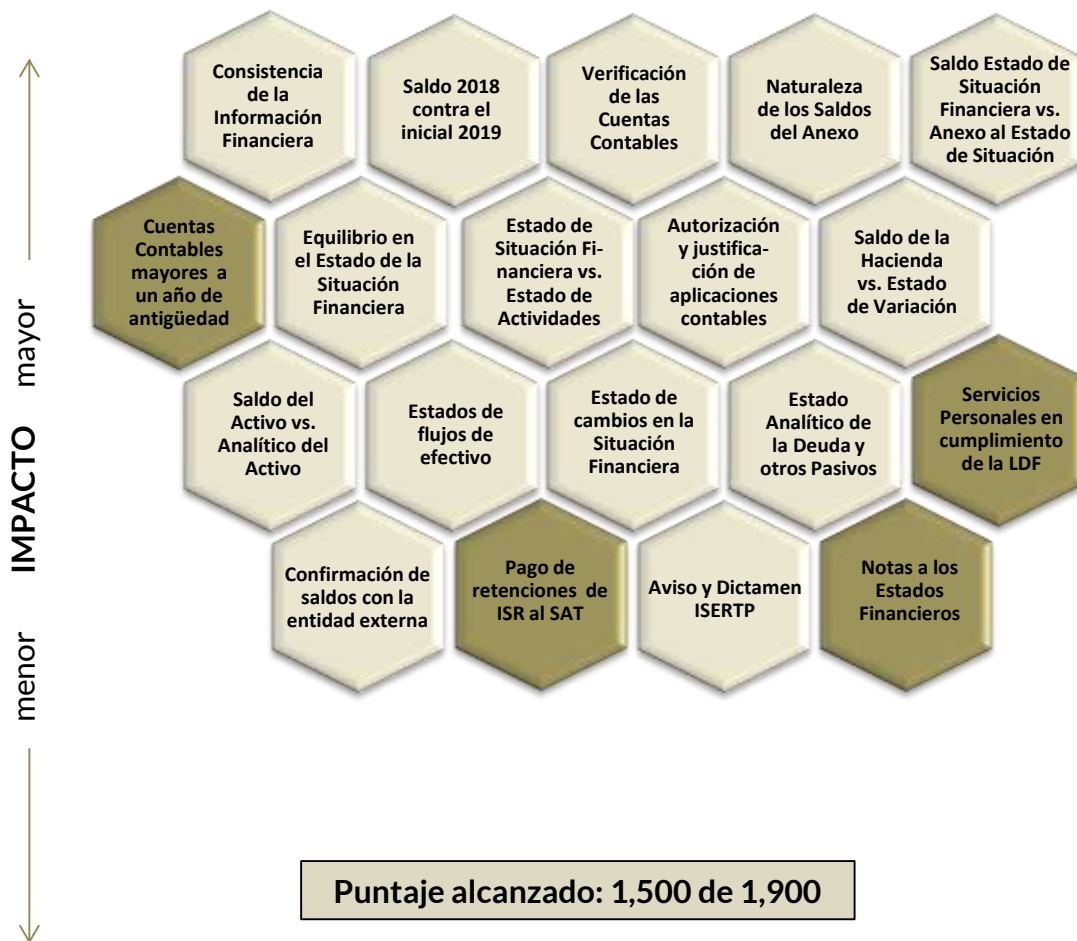 Consistencia
de la
Información
Financiera
Saldo 2018
contra el
inicial 2019
Verificación
de las
Cuentas
Contables
Naturaleza
de los Saldos
del Anexo
Saldo Estado de
Situación
Financiera vs.
Anexo al Estado
de Situación
Cuentas
Contables
mayores a
un año de
antigüedad
Equilibrio en
el Estado de la
Situación
Financiera
Estado de
Situación Fi-
nanciera vs.
Estado de
Actividades
Autorización
y justifica-
ción de
aplicaciones
contables
Saldo de la
Hacienda
vs. Estado
de Variación
Saldo del
Activo vs.
Analítico del
Activo
Estados de
flujos de
efectivo
Estado de
cambios en la
Situación
Financiera
Estado
Analítico de
la Deuda y
otros Pasivos
Servicios
Personales en
cumplimiento
de la LDF
Confirmación de
saldos con la
entidad externa
Pago de
retenciones de
ISR al SAT
Aviso y Dictamen
ISERTP
Notas a los
Estados
Financieros
menor IMPACTO mayor
Puntaje alcanzado: 1,500 de 1,900